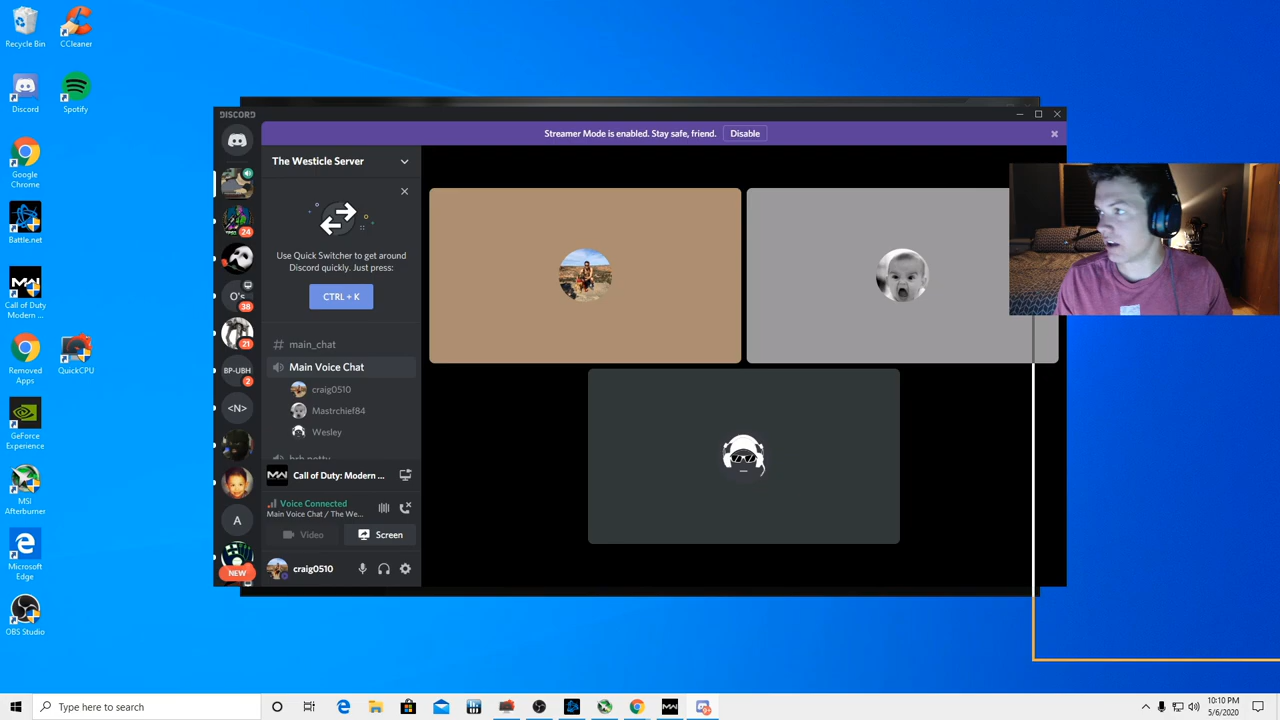 Recycle Bin
CCleaner
Discord
Spotify
Google
Chrome
Battle.net
Call of Duty
Modern ...
Removed
Apps
QuickCPU
GeForce
Experience
MSI
Afterburner
Microsoft
Edge
OBS Studio
DISCORD
Streamer Mode is enabled. Stay safe, friend.
Disable
The Westicle Server
Use Quick Switcher to get around
Discord quickly. Just press:
CTRL + K
24
O's
38
21
BP-UBH
2
<N>
A
NEW
# main_chat
Main Voice Chat
craig0510
Mastrchief84
Wesley
brb potty
Call of Duty: Modern ...
Voice Connected
Main Voice Chat / The We...
Video
Screen
craig0510
Type here to search
10:10 PM
5/6/2020